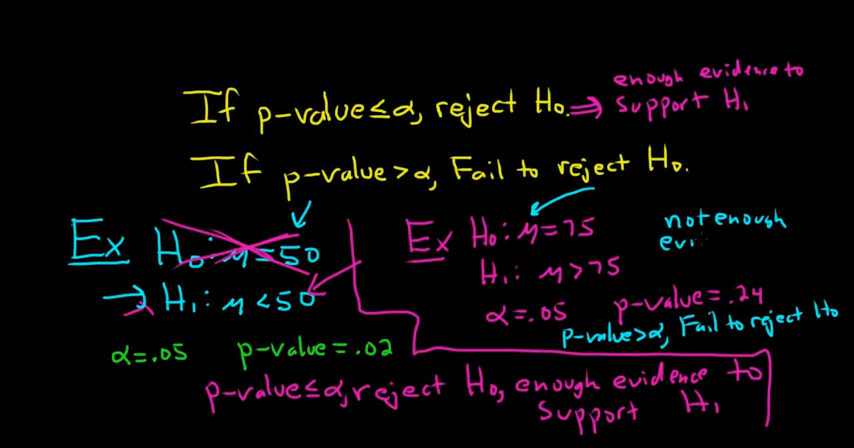 If p-value ≤ α, reject H₀. ⇒ enough evidence to
support H₁
If p-value > α, Fail to reject H₀.
Ex H₀: μ = 50
→ H₁: μ < 50
α = .05 p-value = .02
p-value ≤ α, reject H₀, enough evidence to
support H₁
Ex H₀: μ = 75
H₁: μ > 75
α = .05 p-value = .24
p-value > α, Fail to reject H₀
not enough
evi